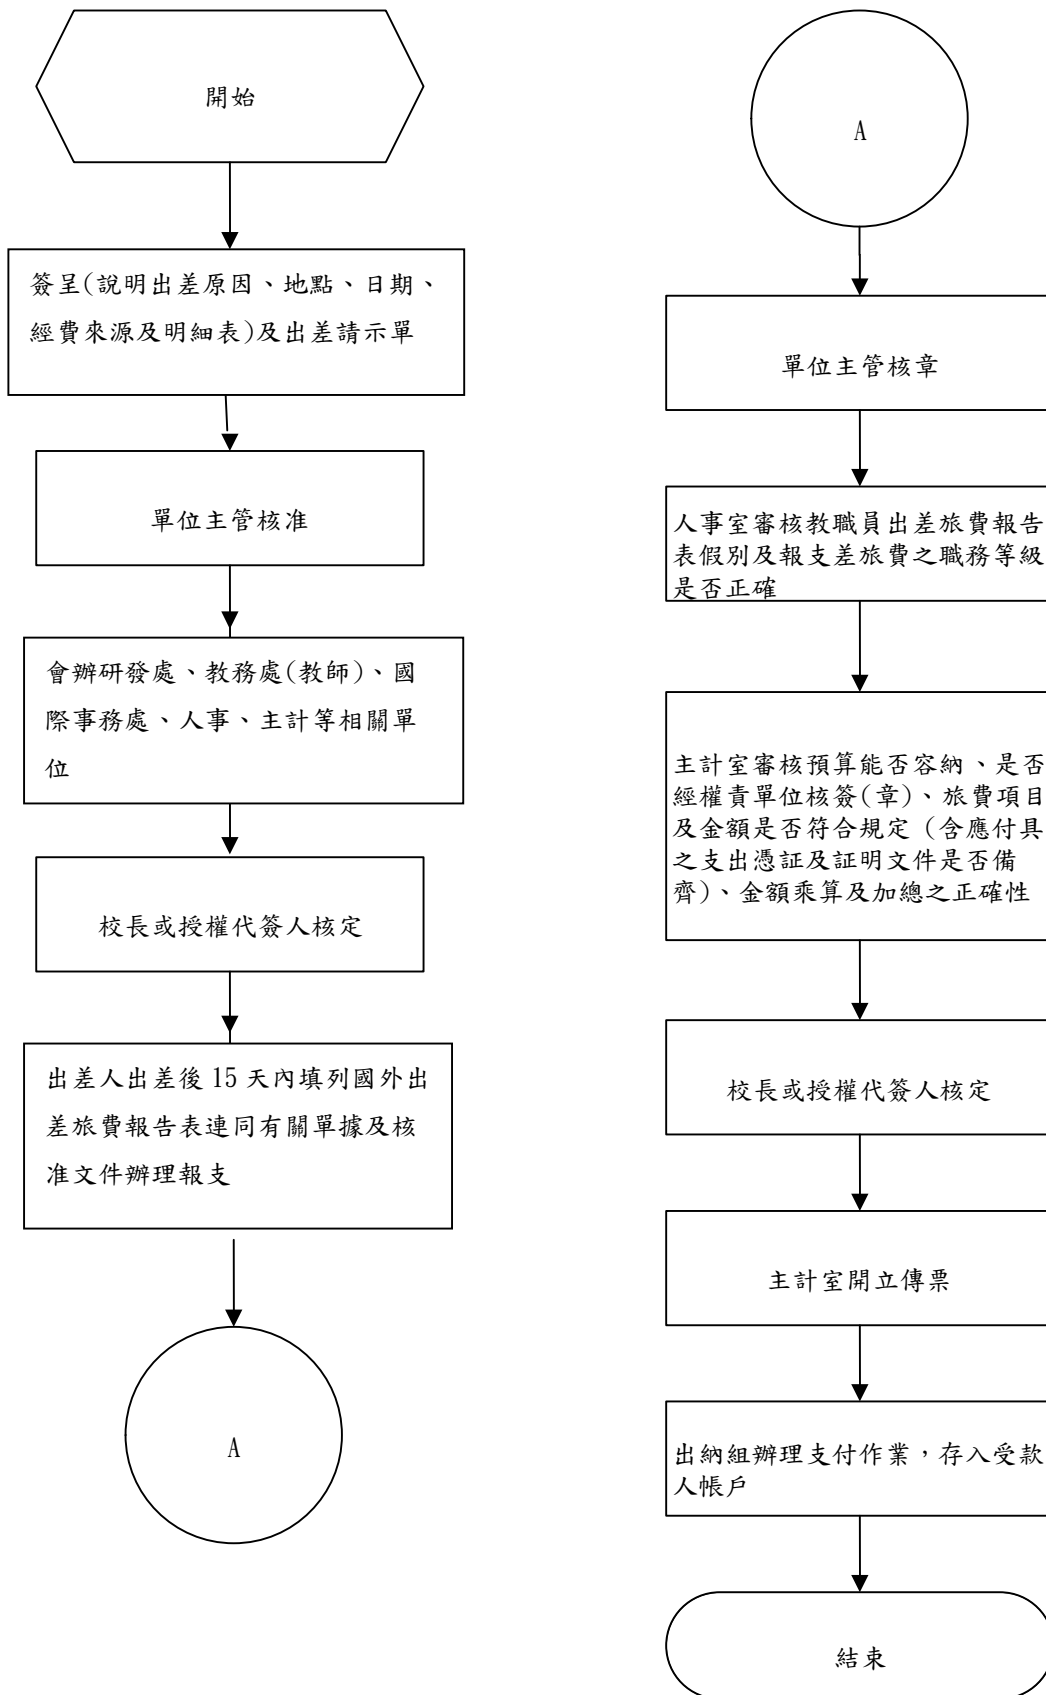 開始
簽呈(說明出差原因、地點、日期、
經費來源及明細表)及出差請示單
單位主管核准
會辦研發處、教務處(教師)、國
際事務處、人事、主計等相關單
位
校長或授權代簽人核定
出差人出差後 15 天內填列國外出
差旅費報告表連同有關單據及核
准文件辦理報支
A
A
單位主管核章
人事室審核教職員出差旅費報告
表假別及報支差旅費之職務等級
是否正確
主計室審核預算能否容納、是否
經權責單位核簽(章)、旅費項目
及金額是否符合規定 (含應付具
之支出憑証及証明文件是否備
齊)、金額乘算及加總之正確性
校長或授權代簽人核定
主計室開立傳票
出納組辦理支付作業，存入受款
人帳戶
結束